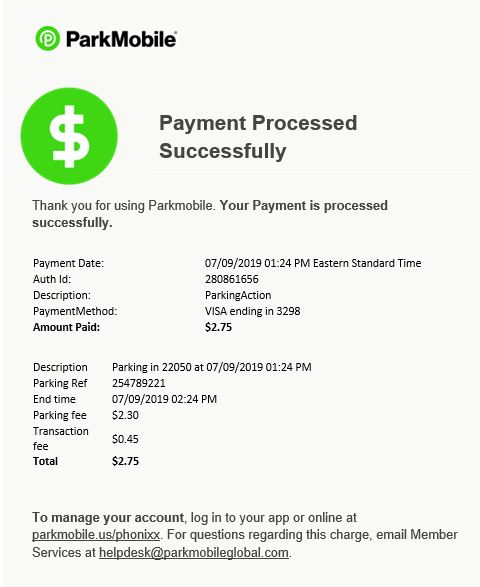 ParkMobile
Payment Processed
Successfully
Thank you for using Parkmobile. Your Payment is processed
successfully.
Payment Date: 07/09/2019 01:24 PM Eastern Standard Time
Auth Id: 280861656
Description: ParkingAction
PaymentMethod: VISA ending in 3298
Amount Paid: $2.75
Description Parking in 22050 at 07/09/2019 01:24 PM
Parking Ref 254789221
End time 07/09/2019 02:24 PM
Parking fee $2.30
Transaction
fee $0.45
Total $2.75
To manage your account, log in to your app or online at
parkmobile.us/phonixx. For questions regarding this charge, email Member
Services at helpdesk@parkmobileglobal.com.